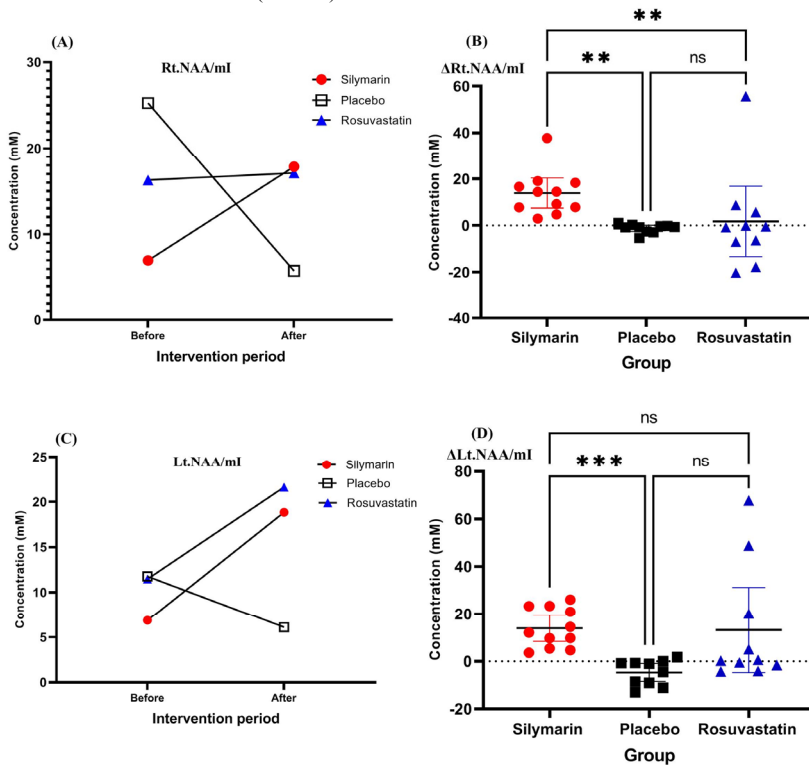 (A)
Rt.NAA/mI
Silymarin
Placebo
Rosuvastatin
Concentration (mM)
30
20
10
0
Before
After
Intervention period
(B)
ΔRt.NAA/mI
**
**
ns
Concentration (mM)
60
40
20
0
-20
-40
Silymarin
Placebo
Rosuvastatin
Group
(C)
Lt.NAA/mI
Silymarin
Placebo
Rosuvastatin
Concentration (mM)
25
20
15
10
5
0
Before
After
Intervention period
(D)
ΔLt.NAA/mI
ns
***
ns
Concentration (mM)
80
60
40
20
0
-20
Silymarin
Placebo
Rosuvastatin
Group